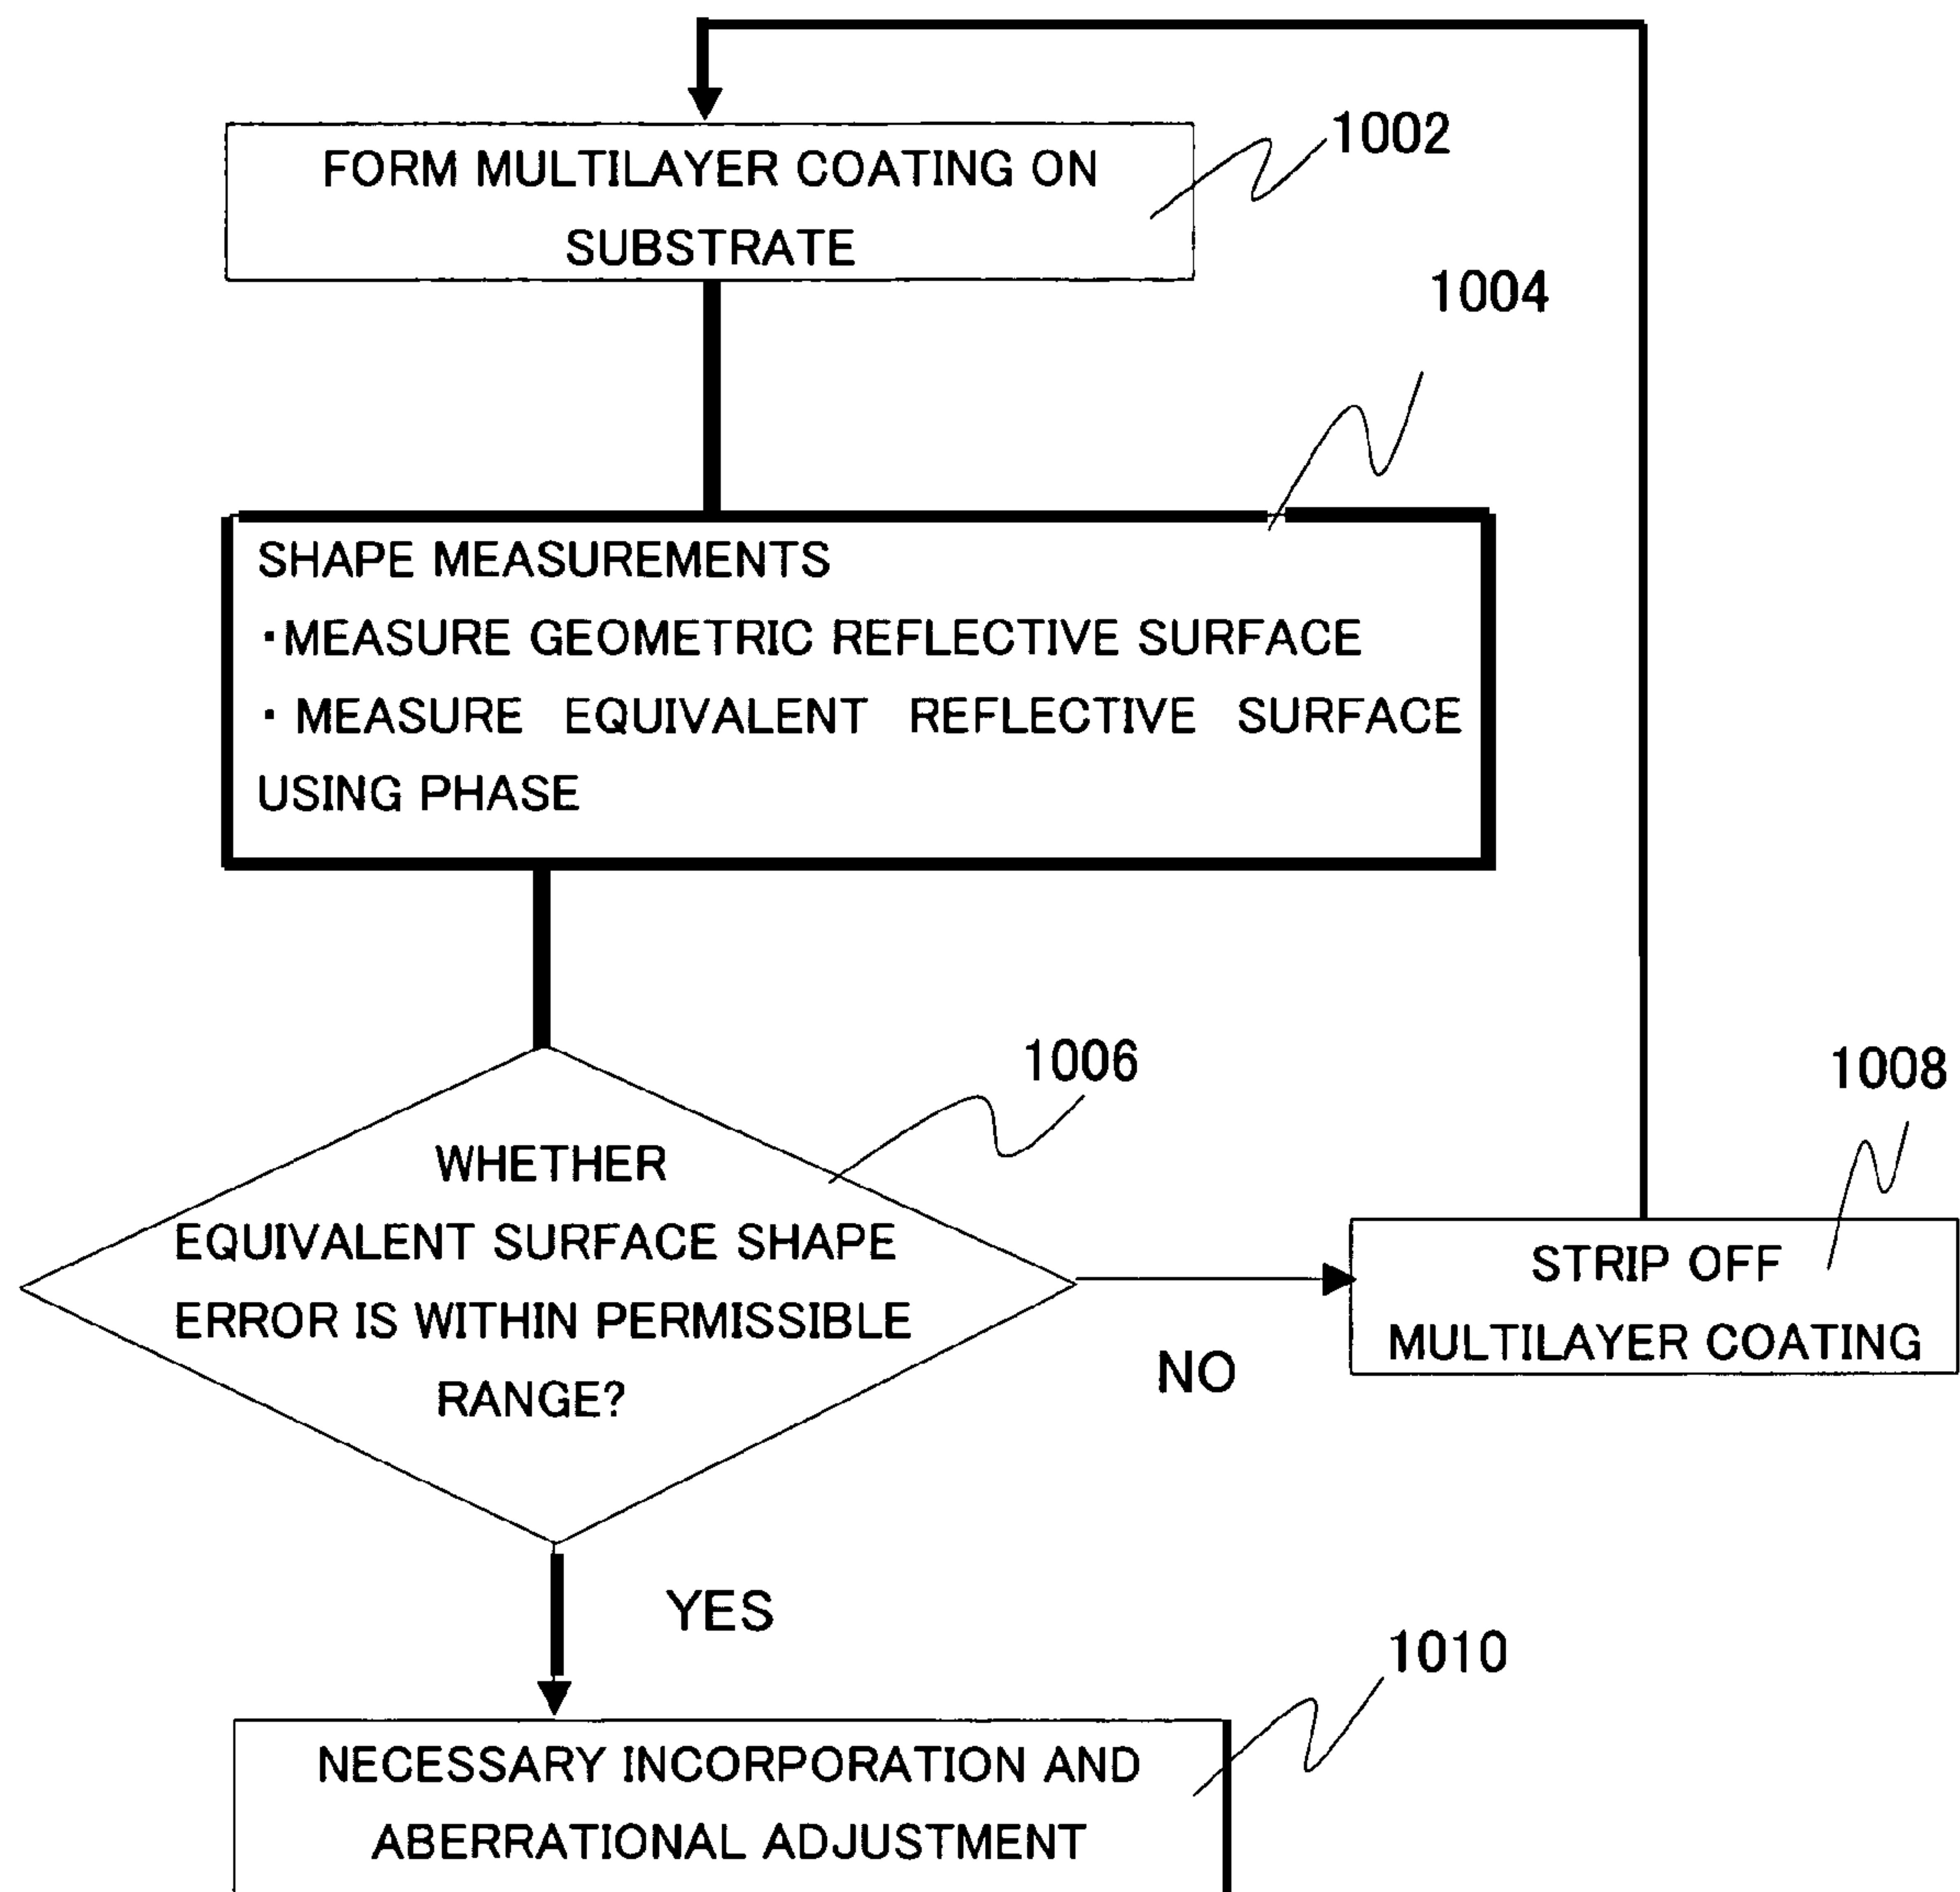 FORM MULTILAYER COATING ON
SUBSTRATE
1002
1004
SHAPE MEASUREMENTS
・MEASURE GEOMETRIC REFLECTIVE SURFACE
・ MEASURE EQUIVALENT REFLECTIVE SURFACE
USING PHASE
1006
WHETHER
EQUIVALENT SURFACE SHAPE
ERROR IS WITHIN PERMISSIBLE
RANGE?
NO
1008
STRIP OFF
MULTILAYER COATING
YES
1010
NECESSARY INCORPORATION AND
ABERRATIONAL ADJUSTMENT